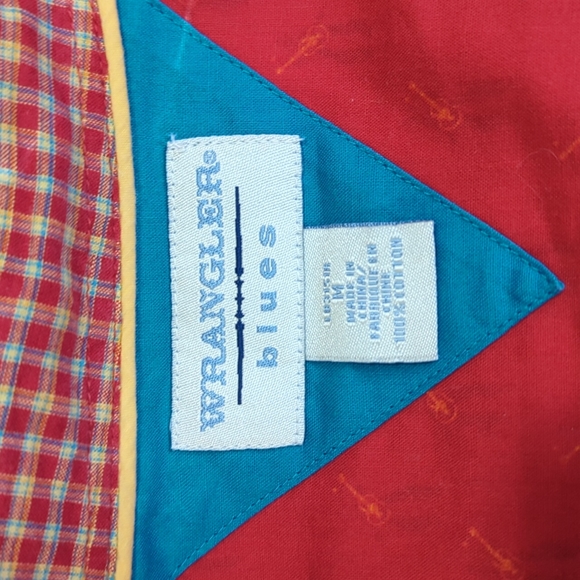 WRANGLER®
blues
M
MADE IN
CHINA/
FABRIQUE EN
CHINE
100% COTTON